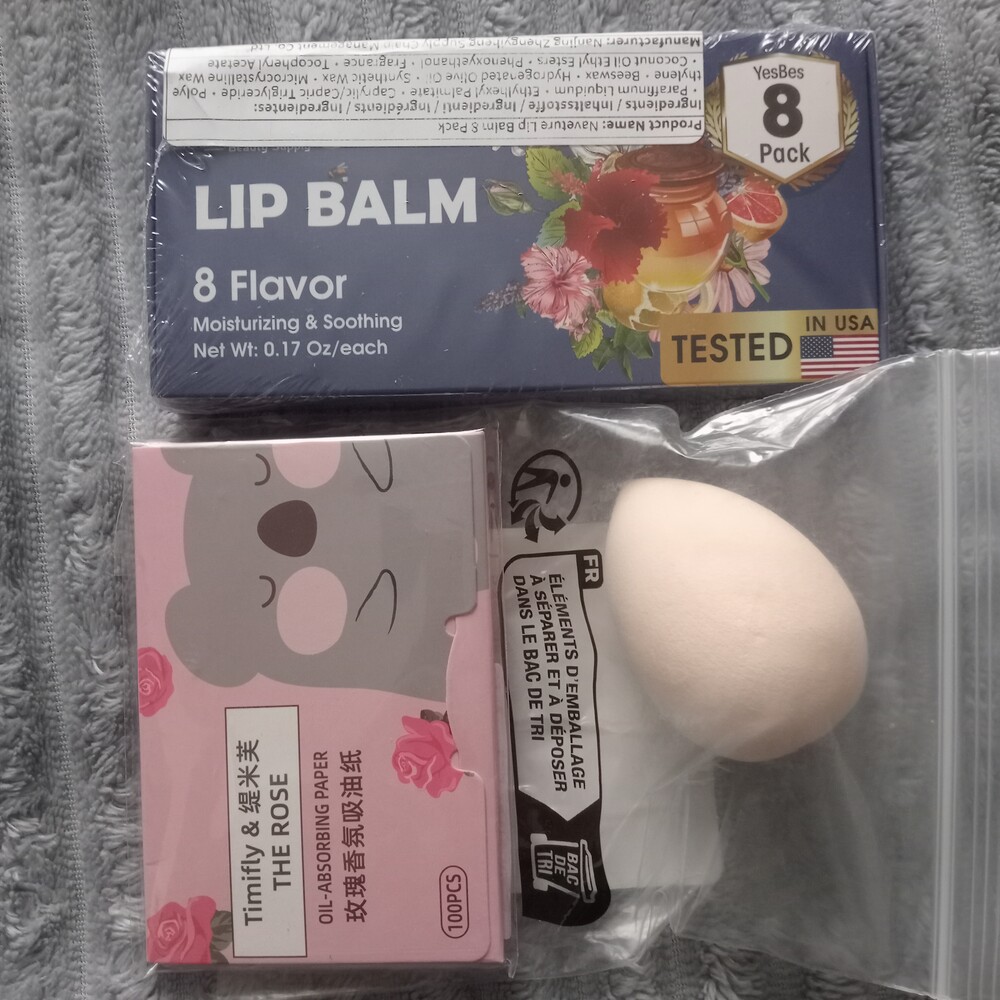 Product Name: Naveture Lip Balm 8 Pack
Ingredients / Inhaltsstoffe / Ingredienti / Ingrédients / Ingredientes:
• Paraffinum Liquidum • Ethylhexyl Palmitate • Caprylic/Capric Triglyceride • Polye
thylene • Beeswax • Hydrogenated Olive Oil • Synthetic Wax • Microcrystalline Wax
• Coconut Oil Ethyl Esters • Phenoxyethanol • Fragrance • Tocopheryl Acetate
Manufacturer: Nanjing Zhengyiheng Supply Chain Management Co. Ltd.
YesBes
8
Pack
LIP BALM
8 Flavor
Moisturizing & Soothing
Net Wt: 0.17 Oz/each
TESTED
IN USA
Timifly & 缇米芙
THE ROSE
OIL-ABSORBING PAPER
玫瑰香氛吸油纸
100PCS
FR
ÉLÉMENTS D'EMBALLAGE
À SÉPARER ET À DÉPOSER
DANS LE BAC DE TRI
BAC
DE
TRI